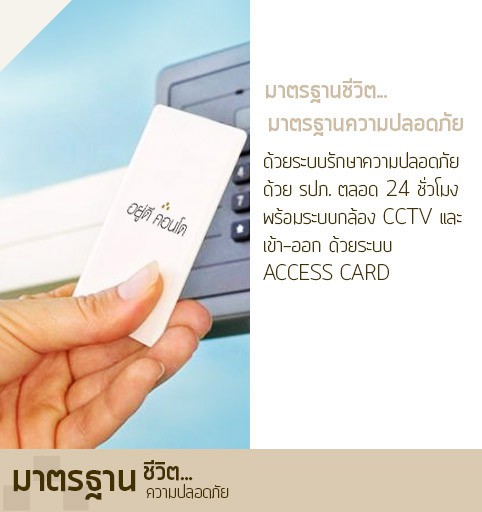 มาตรฐานชีวิต...
มาตรฐานความปลอดภัย
ด้วยระบบรักษาความปลอดภัย
ด้วย รปภ. ตลอด 24 ชั่วโมง
พร้อมระบบกล้อง CCTV และ
เข้า-ออก ด้วยระบบ
ACCESS CARD
อยู่ดี คอนโด
4
7
มาตรฐาน ชีวิต...
ความปลอดภัย